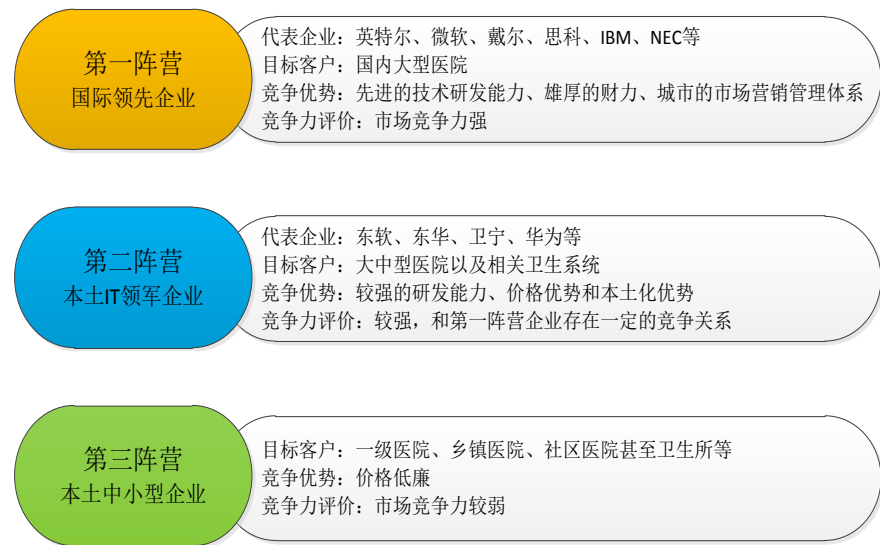 第一阵营
国际领先企业
代表企业：英特尔、微软、戴尔、思科、IBM、NEC等
目标客户：国内大型医院
竞争优势：先进的技术研发能力、雄厚的财力、城市的市场营销管理体系
竞争力评价：市场竞争力强
第二阵营
本土IT领军企业
代表企业：东软、东华、卫宁、华为等
目标客户：大中型医院以及相关卫生系统
竞争优势：较强的研发能力、价格优势和本土化优势
竞争力评价：较强，和第一阵营企业存在一定的竞争关系
第三阵营
本土中小型企业
目标客户：一级医院、乡镇医院、社区医院甚至卫生所等
竞争优势：价格低廉
竞争力评价：市场竞争力较弱